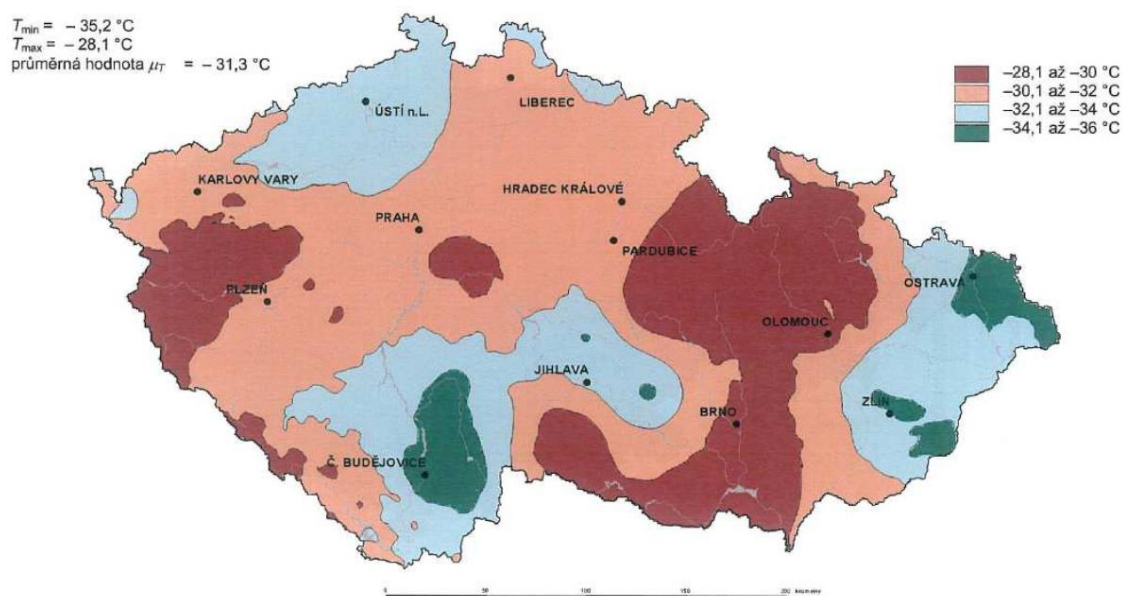 T_min = – 35,2 °C
T_max = – 28,1 °C
průměrná hodnota μ_T = – 31,3 °C
–28,1 až –30 °C
–30,1 až –32 °C
–32,1 až –34 °C
–34,1 až –36 °C
LIBEREC
ÚSTÍ n.L.
KARLOVY VARY
HRADEC KRÁLOVÉ
PRAHA
PARDUBICE
OSTRAVA
PLZEŇ
OLOMOUC
JIHLAVA
ZLÍN
BRNO
Č. BUDĚJOVICE
0 50 100 150 200 kilometry